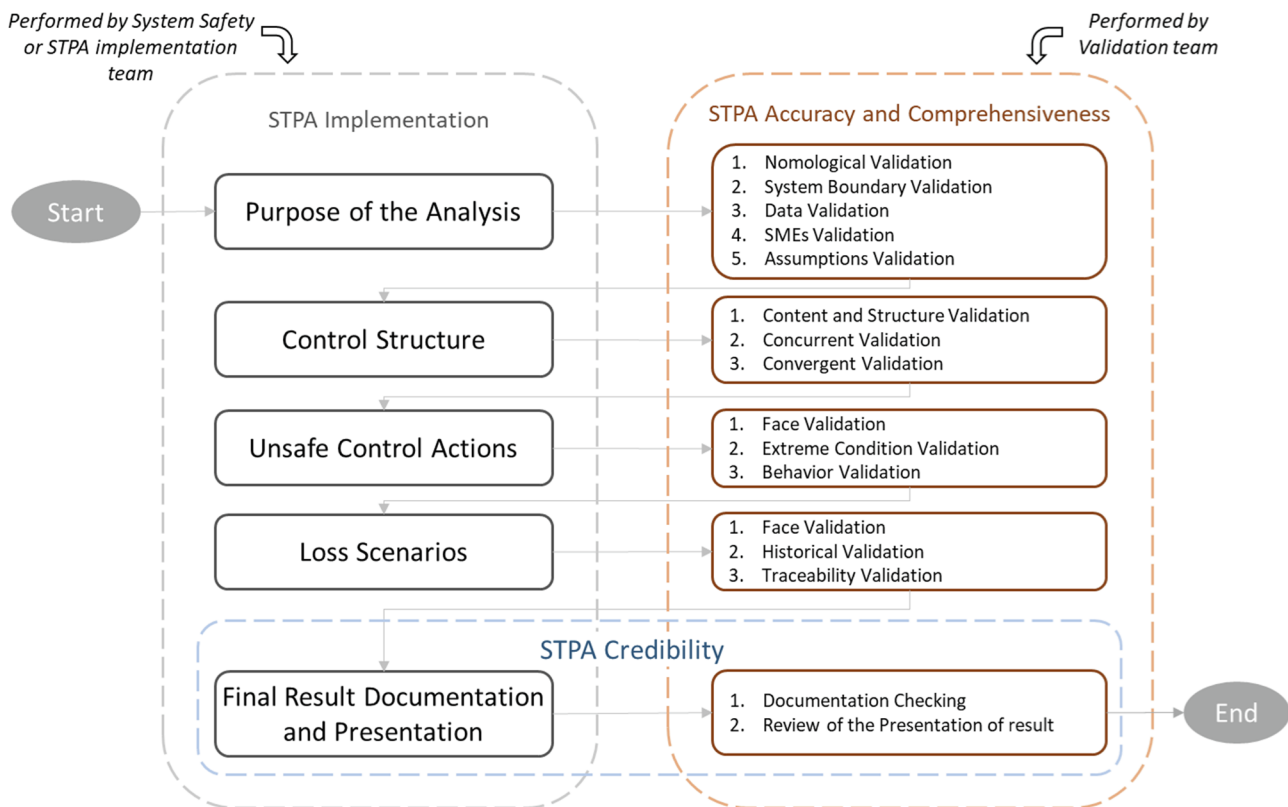 Performed by System Safety
or STPA implementation
team
Performed by
Validation team
STPA Implementation
STPA Accuracy and Comprehensiveness
Start
Purpose of the Analysis
1. Nomological Validation
2. System Boundary Validation
3. Data Validation
4. SMEs Validation
5. Assumptions Validation
Control Structure
1. Content and Structure Validation
2. Concurrent Validation
3. Convergent Validation
Unsafe Control Actions
1. Face Validation
2. Extreme Condition Validation
3. Behavior Validation
Loss Scenarios
1. Face Validation
2. Historical Validation
3. Traceability Validation
STPA Credibility
Final Result Documentation
and Presentation
1. Documentation Checking
2. Review of the Presentation of result
End